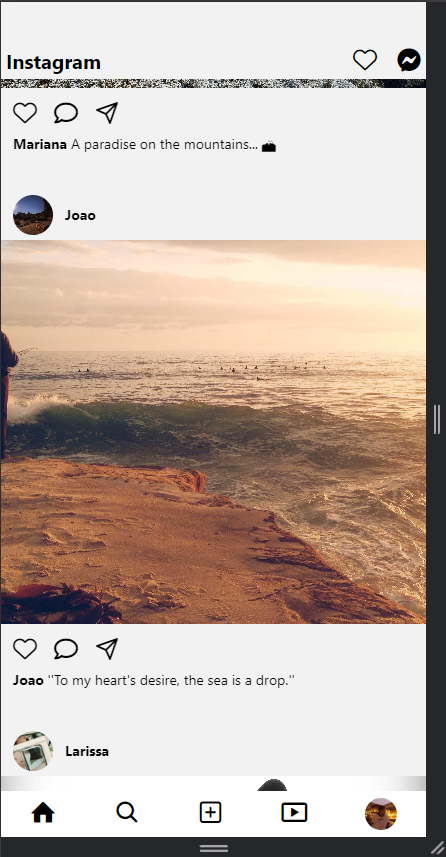 Instagram
Mariana A paradise on the mountains...
Joao
Joao ''To my heart's desire, the sea is a drop.''
Larissa